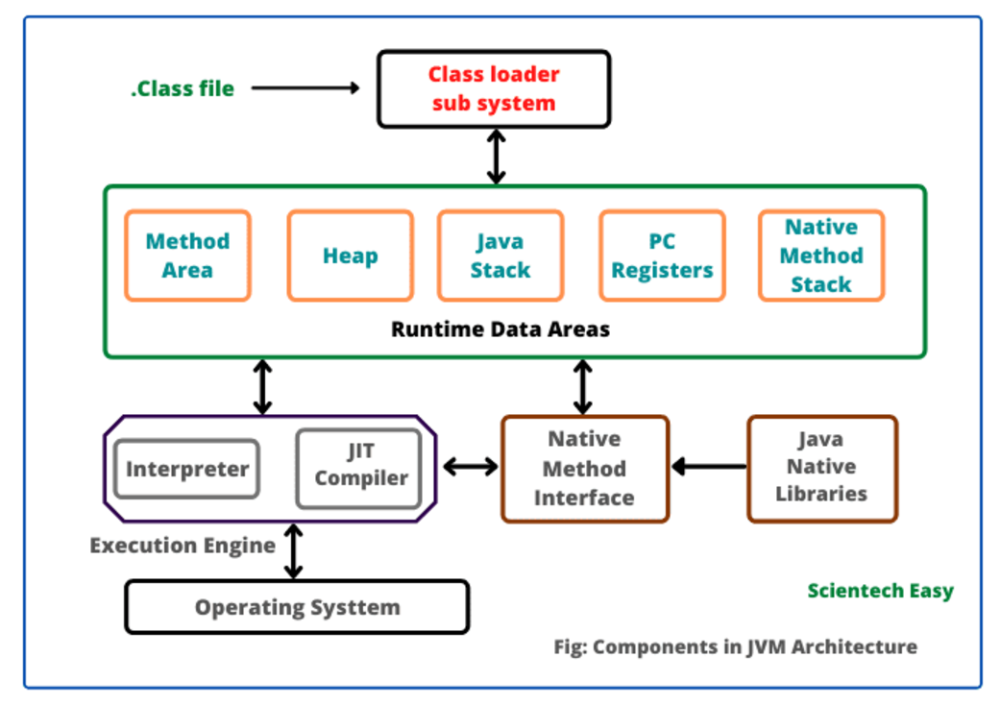 .Class file
Class loader
sub system
Method
Area
Heap
Java
Stack
PC
Registers
Native
Method
Stack
Runtime Data Areas
Interpreter
JIT
Compiler
Native
Method
Interface
Java
Native
Libraries
Execution Engine
Operating Systtem
Scientech Easy
Fig: Components in JVM Architecture